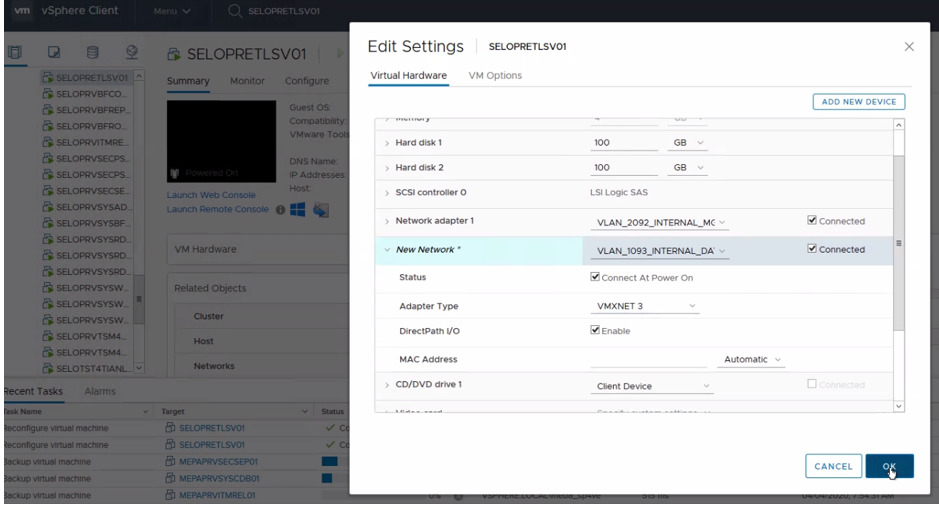 vm vSphere Client Menu SELOPRETLSV01
SELOPRETLSV01
SELOPRVBFCO...
SELOPRVBFREP...
SELOPRVBFRO...
SELOPRVITMRE...
SELOPRVSECPS...
SELOPRVSECPS...
SELOPRVSECSE...
SELOPRVSYSAD...
SELOPRVSYSBF...
SELOPRVSYSRD...
SELOPRVSYSRD...
SELOPRVSYSRD...
SELOPRVSYSW...
SELOPRVSYSW...
SELOPRVSYSW...
SELOPRVTSM4...
SELOPRVTSM4...
SELOTST4TIANL...
SELOPRETLSV01
Summary Monitor Configure
Powered On
Guest OS:
Compatibility:
VMware Tools
DNS Name:
IP Addresses:
Host:
Launch Web Console
Launch Remote Console
VM Hardware
Related Objects
Cluster
Host
Networks
Edit Settings SELOPRETLSV01
Virtual Hardware VM Options
ADD NEW DEVICE
Memory 4 GB
Hard disk 1 100 GB
Hard disk 2 100 GB
SCSI controller 0 LSI Logic SAS
Network adapter 1 VLAN_2092_INTERNAL_MC Connected
New Network * VLAN_1093_INTERNAL_DA Connected
Status Connect At Power On
Adapter Type VMXNET 3
DirectPath I/O Enable
MAC Address Automatic
CD/DVD drive 1 Client Device Connected
Video card Specify custom settings
CANCEL OK
Recent Tasks Alarms
Task Name Target Status
Reconfigure virtual machine SELOPRETLSV01 Co
Reconfigure virtual machine SELOPRETLSV01 Co
Backup virtual machine MEPAPRVSECSEP01
Backup virtual machine MEPAPRVSYSCDB01
Backup virtual machine MEPAPRVITMREL01 0% 515 ms 04/04/2020, 7:54:31 AM